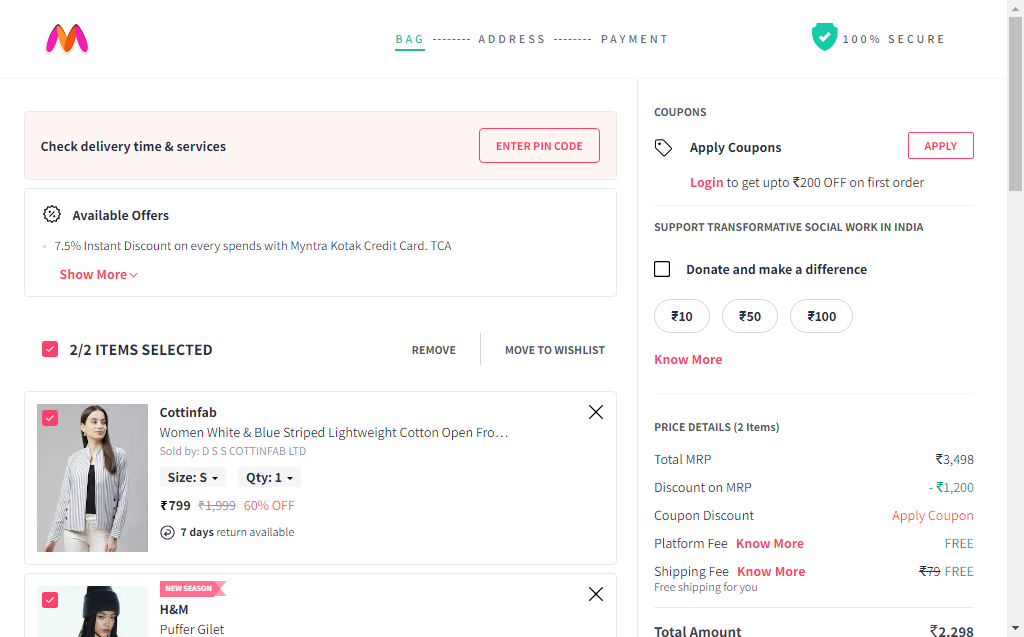 BAG -------- ADDRESS -------- PAYMENT
100% SECURE
Check delivery time & services
ENTER PIN CODE
Available Offers
7.5% Instant Discount on every spends with Myntra Kotak Credit Card. TCA
Show More
2/2 ITEMS SELECTED
REMOVE
MOVE TO WISHLIST
Cottinfab
Women White & Blue Striped Lightweight Cotton Open Fro…
Sold by: D S S COTTINFAB LTD
Size: S
Qty: 1
₹799 ₹1,999 60% OFF
7 days return available
NEW SEASON
H&M
Puffer Gilet
COUPONS
Apply Coupons
APPLY
Login to get upto ₹200 OFF on first order
SUPPORT TRANSFORMATIVE SOCIAL WORK IN INDIA
Donate and make a difference
₹10
₹50
₹100
Know More
PRICE DETAILS (2 Items)
Total MRP ₹3,498
Discount on MRP - ₹1,200
Coupon Discount Apply Coupon
Platform Fee Know More FREE
Shipping Fee Know More ₹79 FREE
Free shipping for you
Total Amount ₹2,298